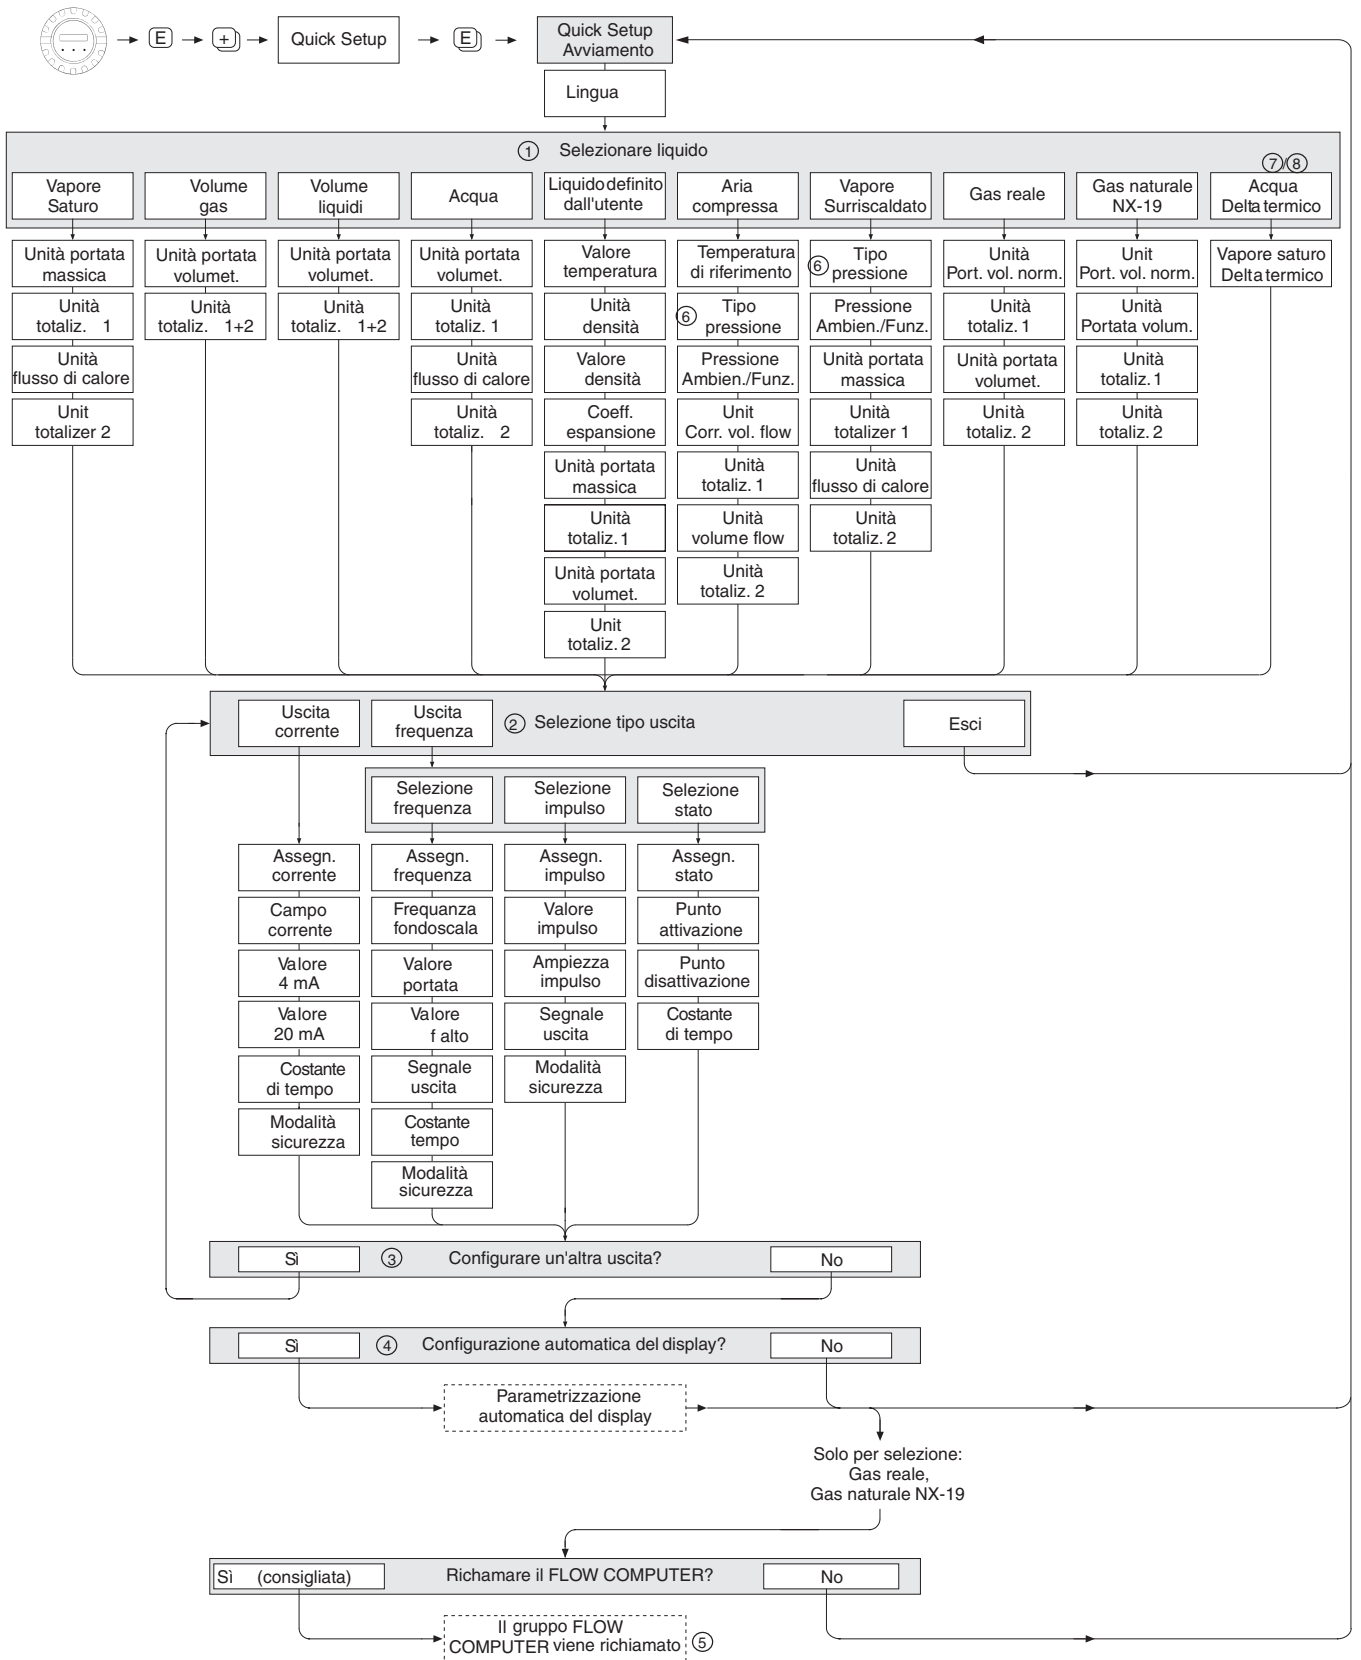 E
+
Quick Setup
E
Quick Setup
Avviamento
Lingua
1 Selezionare liquido
7/8
Vapore
Saturo
Volume
gas
Volume
liquidi
Acqua
Liquido definito
dall'utente
Aria
compressa
Vapore
Surriscaldato
Gas reale
Gas naturale
NX-19
Acqua
Delta termico
Unità portata
massica
Unità
totaliz. 1
Unità
flusso di calore
Unit
totalizer 2
Unità portata
volumet.
Unità
totaliz. 1+2
Unità portata
volumet.
Unità
totaliz. 1+2
Unità portata
volumet.
Unità
totaliz. 1
Unità
flusso di calore
Unità
totaliz. 2
Valore
temperatura
Unità
densità
Valore
densità
Coeff.
espansione
Unità portata
massica
Unità
totaliz. 1
Unità portata
volumet.
Unit
totaliz. 2
Temperatura
di riferimento
6
Tipo
pressione
Pressione
Ambien./Funz.
Unit
Corr. vol. flow
Unità
totaliz. 1
Unità
volume flow
Unità
totaliz. 2
6
Tipo
pressione
Pressione
Ambien./Funz.
Unità portata
massica
Unità
totalizer 1
Unità
flusso di calore
Unità
totaliz. 2
Unità
Port. vol. norm.
Unità
totaliz. 1
Unità portata
volumet.
Unità
totaliz. 2
Unit
Port. vol. norm.
Unità
Portata volum.
Unità
totaliz. 1
Unità
totaliz. 2
Vapore saturo
Delta termico
Uscita
corrente
Uscita
frequenza
2 Selezione tipo uscita
Esci
Selezione
frequenza
Selezione
impulso
Selezione
stato
Assegn.
corrente
Campo
corrente
Valore
4 mA
Valore
20 mA
Costante
di tempo
Modalità
sicurezza
Assegn.
frequenza
Frequanza
fondoscala
Valore
portata
Valore
f alto
Segnale
uscita
Costante
tempo
Modalità
sicurezza
Assegn.
impulso
Valore
impulso
Ampiezza
impulso
Segnale
uscita
Modalità
sicurezza
Assegn.
stato
Punto
attivazione
Punto
disattivazione
Costante
di tempo
Sì 3 Configurare un'altra uscita? No
Sì 4 Configurazione automatica del display? No
Parametrizzazione
automatica del display
Solo per selezione:
Gas reale,
Gas naturale NX-19
Sì (consigliata) Richamare il FLOW COMPUTER? No
Il gruppo FLOW
COMPUTER viene richiamato 5